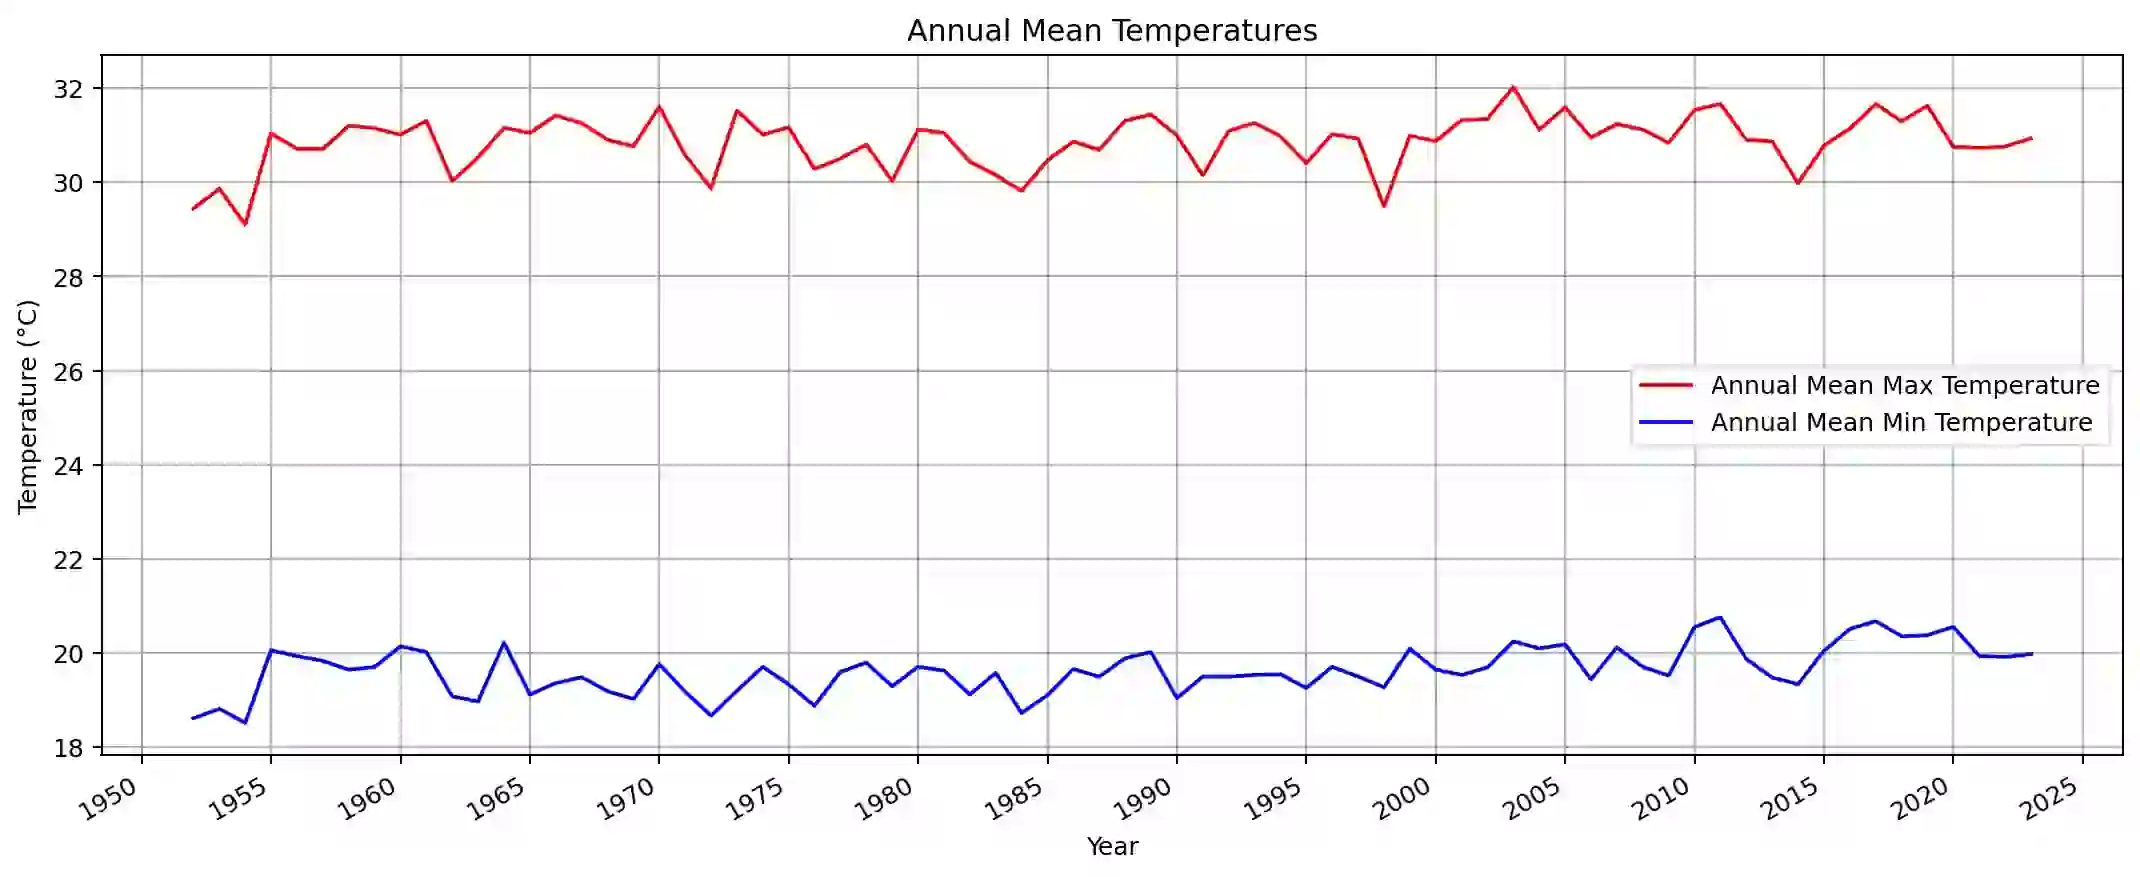 Annual Mean Temperatures
32
30
28
26
24
22
20
18
Temperature (°C)
Annual Mean Max Temperature
Annual Mean Min Temperature
1950 1955 1960 1965 1970 1975 1980 1985 1990 1995 2000 2005 2010 2015 2020 2025
Year